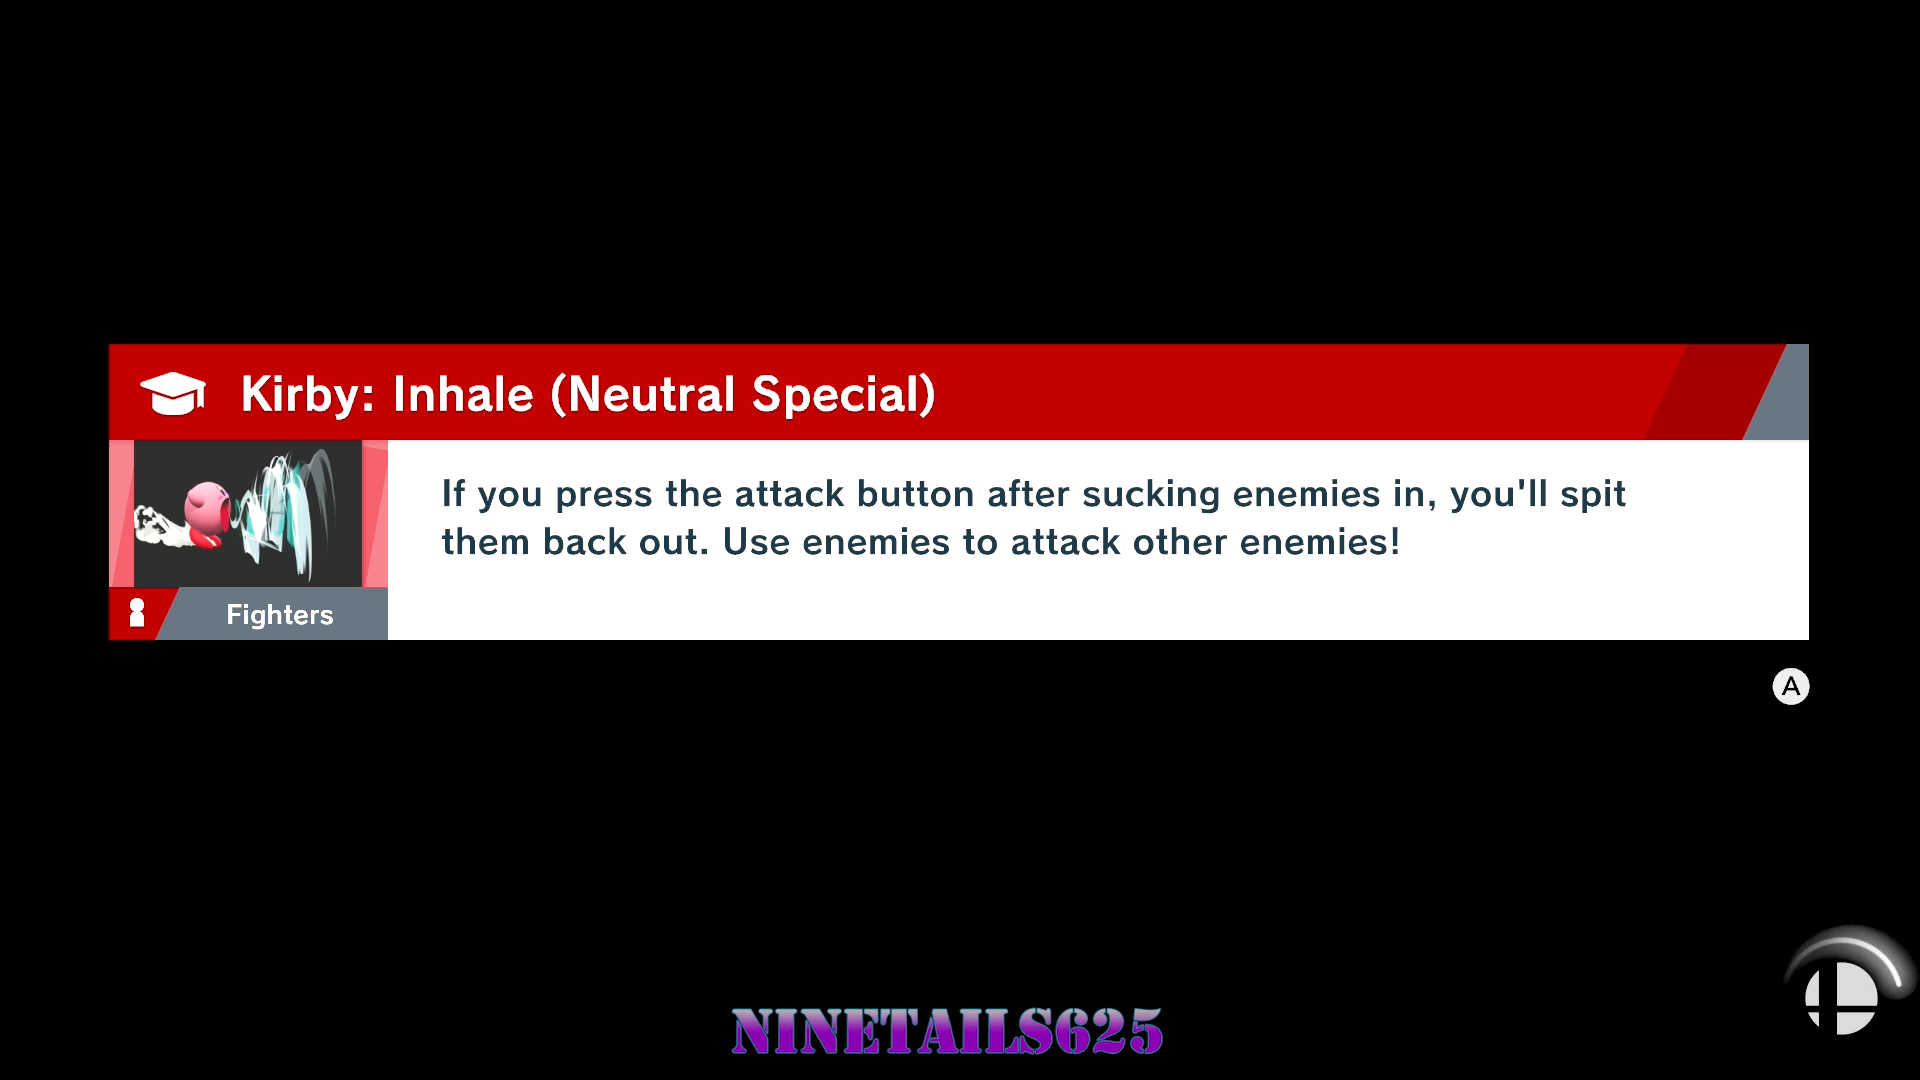 Kirby: Inhale (Neutral Special)
If you press the attack button after sucking enemies in, you'll spit
them back out. Use enemies to attack other enemies!
Fighters
A
NINETAILS625